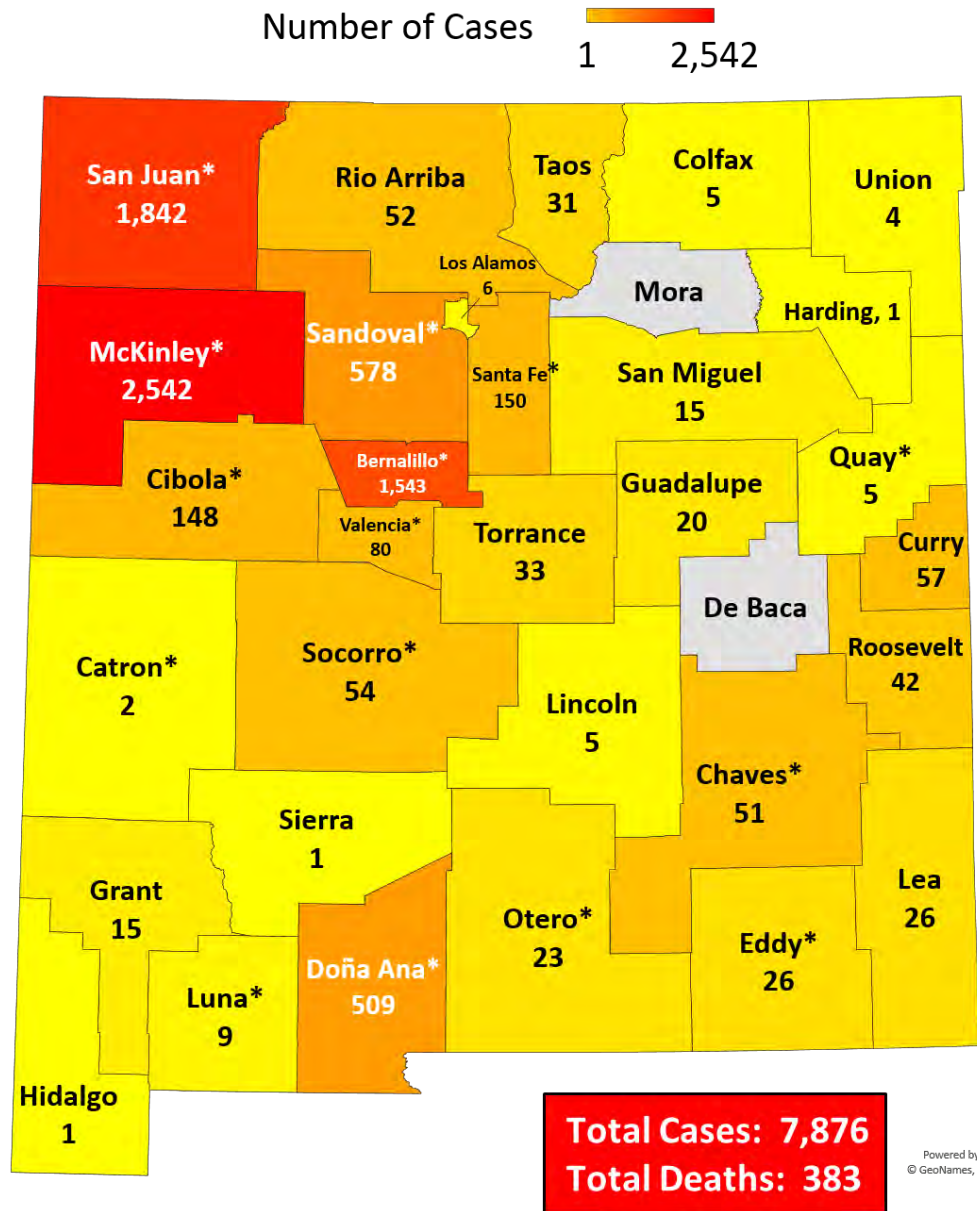 Number of Cases
1 2,542
San Juan*
1,842
Rio Arriba
52
Taos
31
Colfax
5
Union
4
Los Alamos
6
Mora
Harding, 1
McKinley*
2,542
Sandoval*
578
Santa Fe*
150
San Miguel
15
Cibola*
148
Bernalillo*
1,543
Valencia*
80
Torrance
33
Guadalupe
20
Quay*
5
Curry
57
De Baca
Roosevelt
42
Catron*
2
Socorro*
54
Lincoln
5
Chaves*
51
Sierra
1
Grant
15
Otero*
23
Eddy*
26
Lea
26
Luna*
9
Doña Ana*
509
Hidalgo
1
Total Cases: 7,876
Total Deaths: 383
Powered by
© GeoNames,